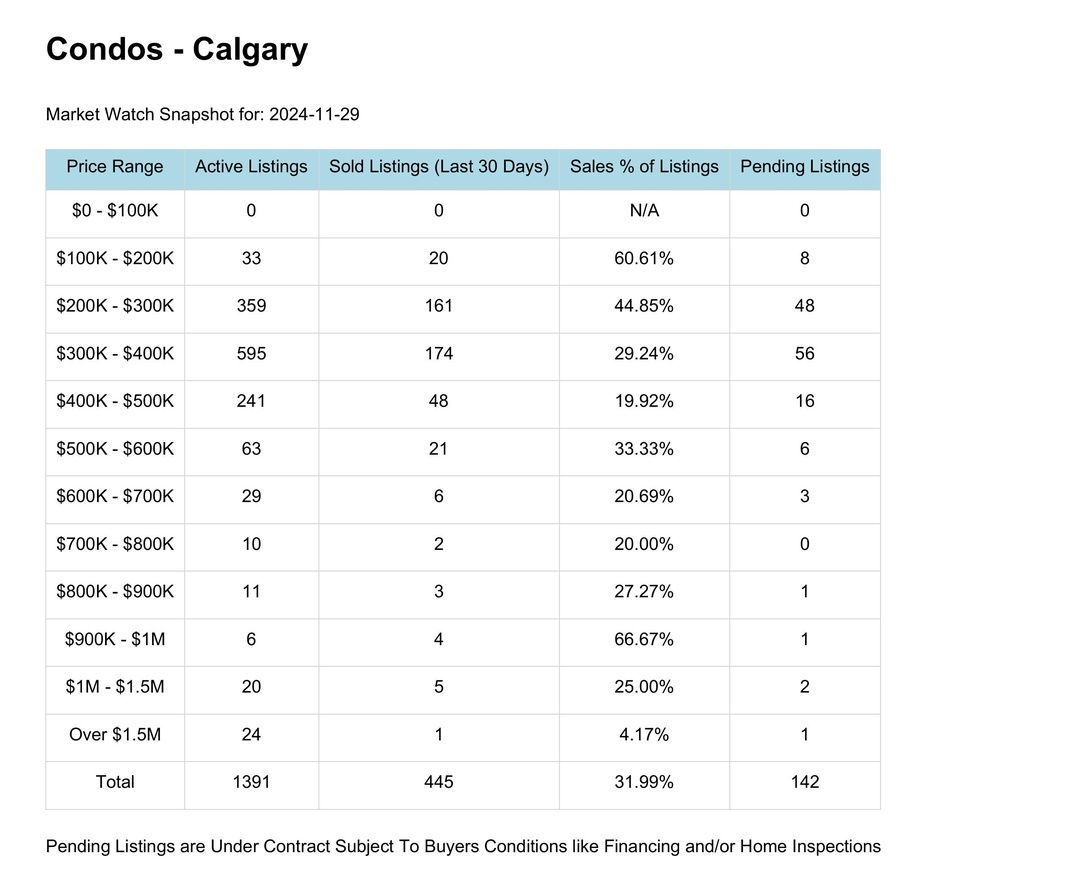 Condos - Calgary
Market Watch Snapshot for: 2024-11-29
Price Range Active Listings Sold Listings (Last 30 Days) Sales % of Listings Pending Listings
$0 - $100K 0 0 N/A 0
$100K - $200K 33 20 60.61% 8
$200K - $300K 359 161 44.85% 48
$300K - $400K 595 174 29.24% 56
$400K - $500K 241 48 19.92% 16
$500K - $600K 63 21 33.33% 6
$600K - $700K 29 6 20.69% 3
$700K - $800K 10 2 20.00% 0
$800K - $900K 11 3 27.27% 1
$900K - $1M 6 4 66.67% 1
$1M - $1.5M 20 5 25.00% 2
Over $1.5M 24 1 4.17% 1
Total 1391 445 31.99% 142
Pending Listings are Under Contract Subject To Buyers Conditions like Financing and/or Home Inspections